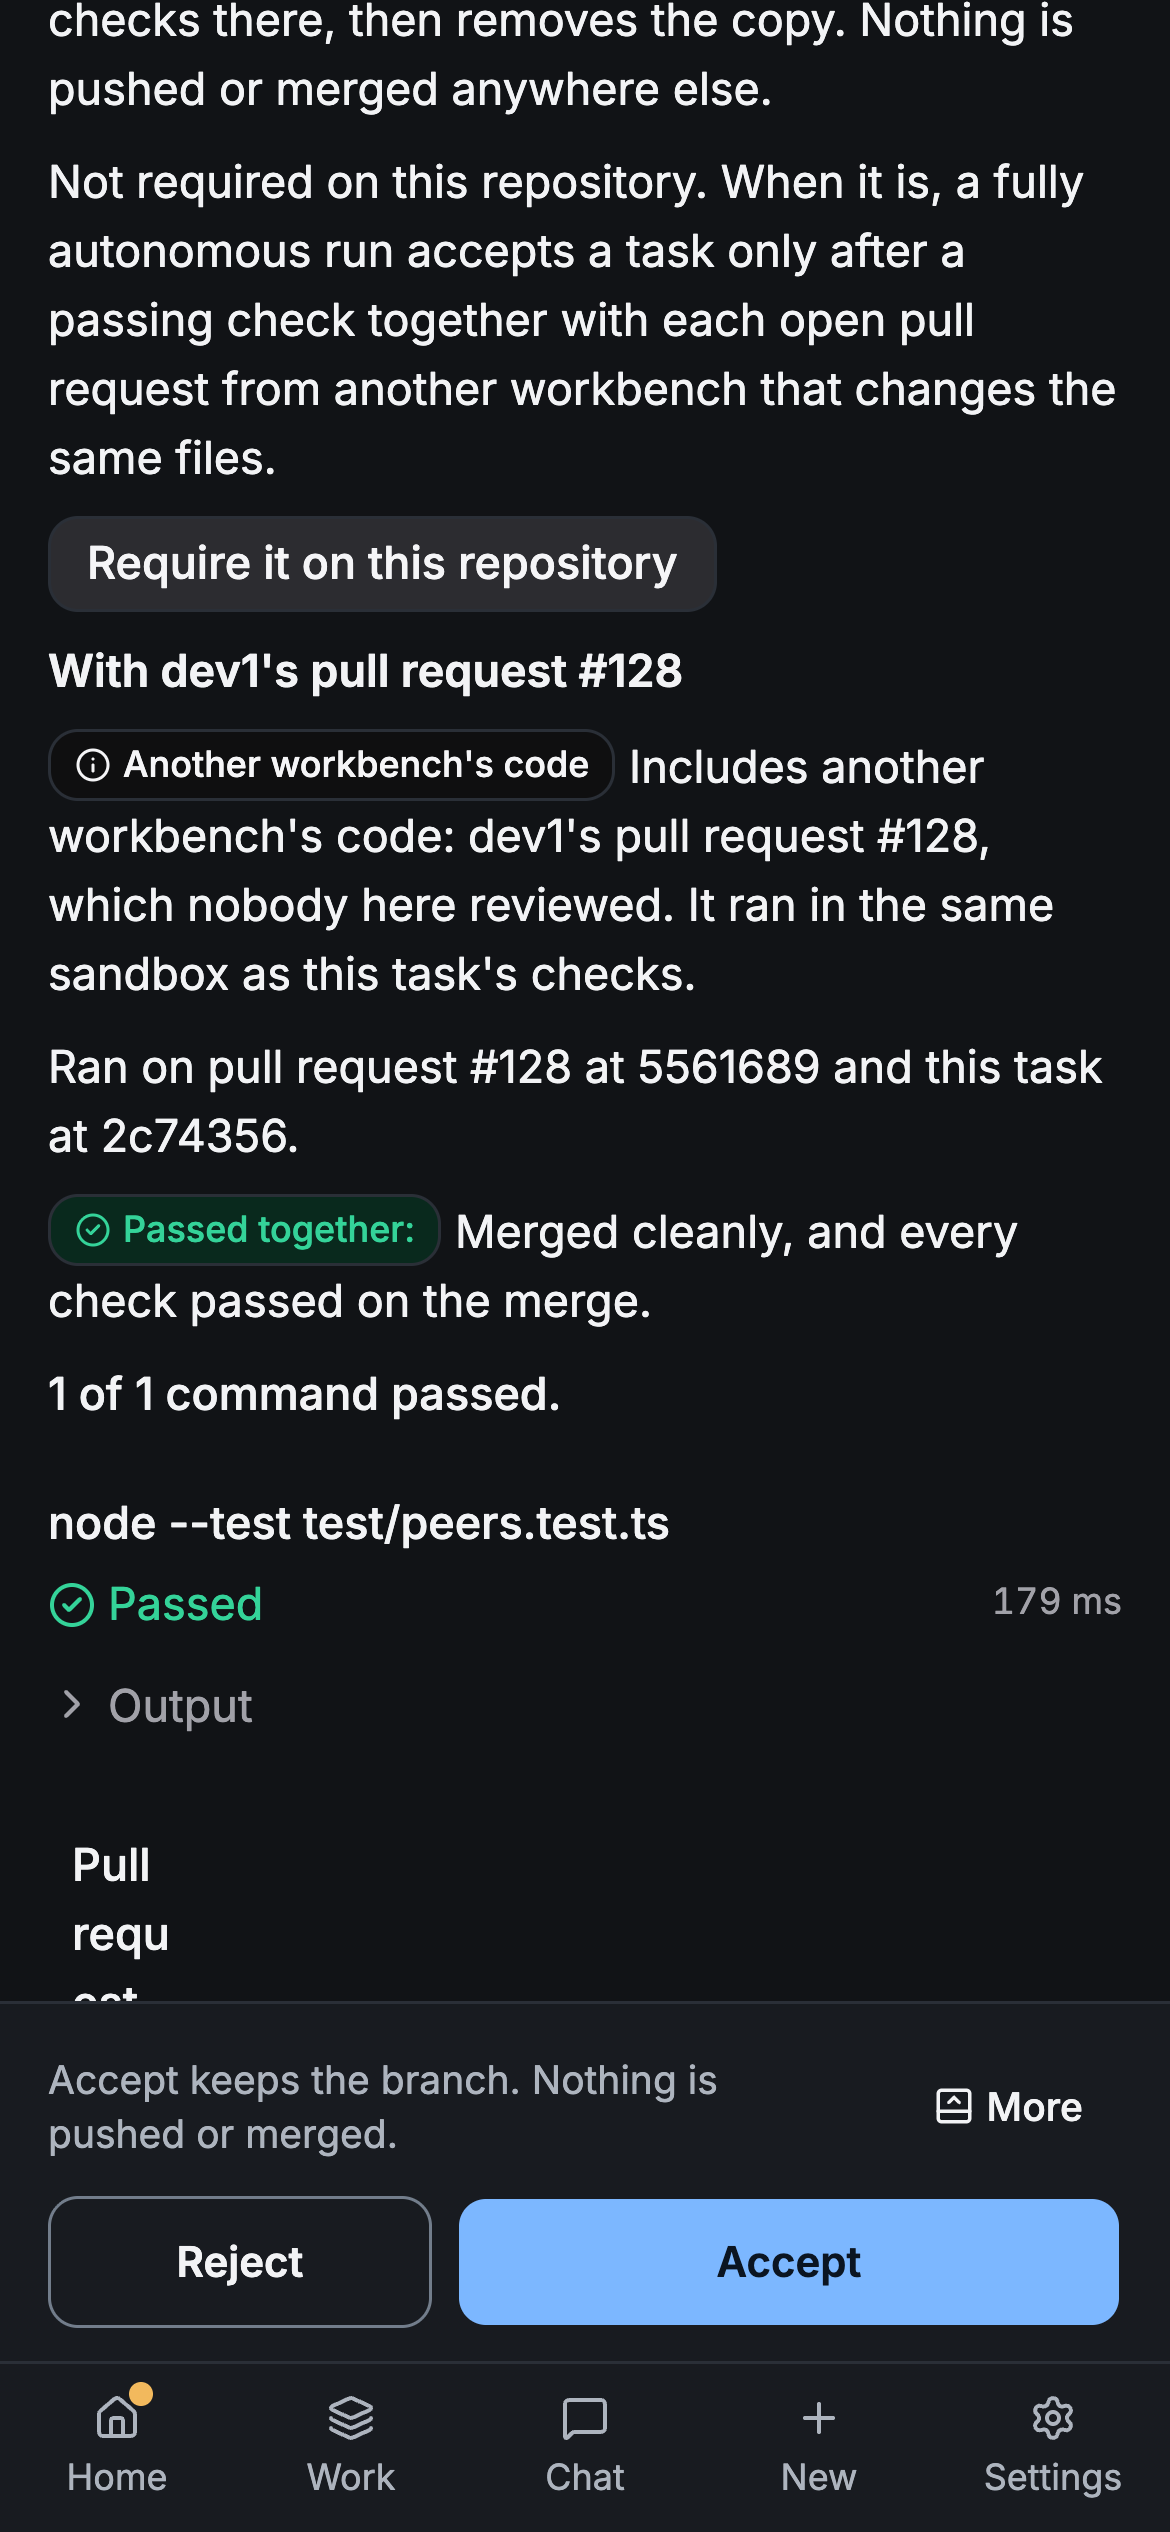 checks there, then removes the copy. Nothing is
pushed or merged anywhere else.
Not required on this repository. When it is, a fully
autonomous run accepts a task only after a
passing check together with each open pull
request from another workbench that changes the
same files.
Require it on this repository
With dev1's pull request #128
Another workbench's code Includes another
workbench's code: dev1's pull request #128,
which nobody here reviewed. It ran in the same
sandbox as this task's checks.
Ran on pull request #128 at 5561689 and this task
at 2c74356.
Passed together: Merged cleanly, and every
check passed on the merge.
1 of 1 command passed.
node --test test/peers.test.ts
Passed 179 ms
Output
Pull
requ
est
Accept keeps the branch. Nothing is
pushed or merged.
More
Reject Accept
Home Work Chat New Settings